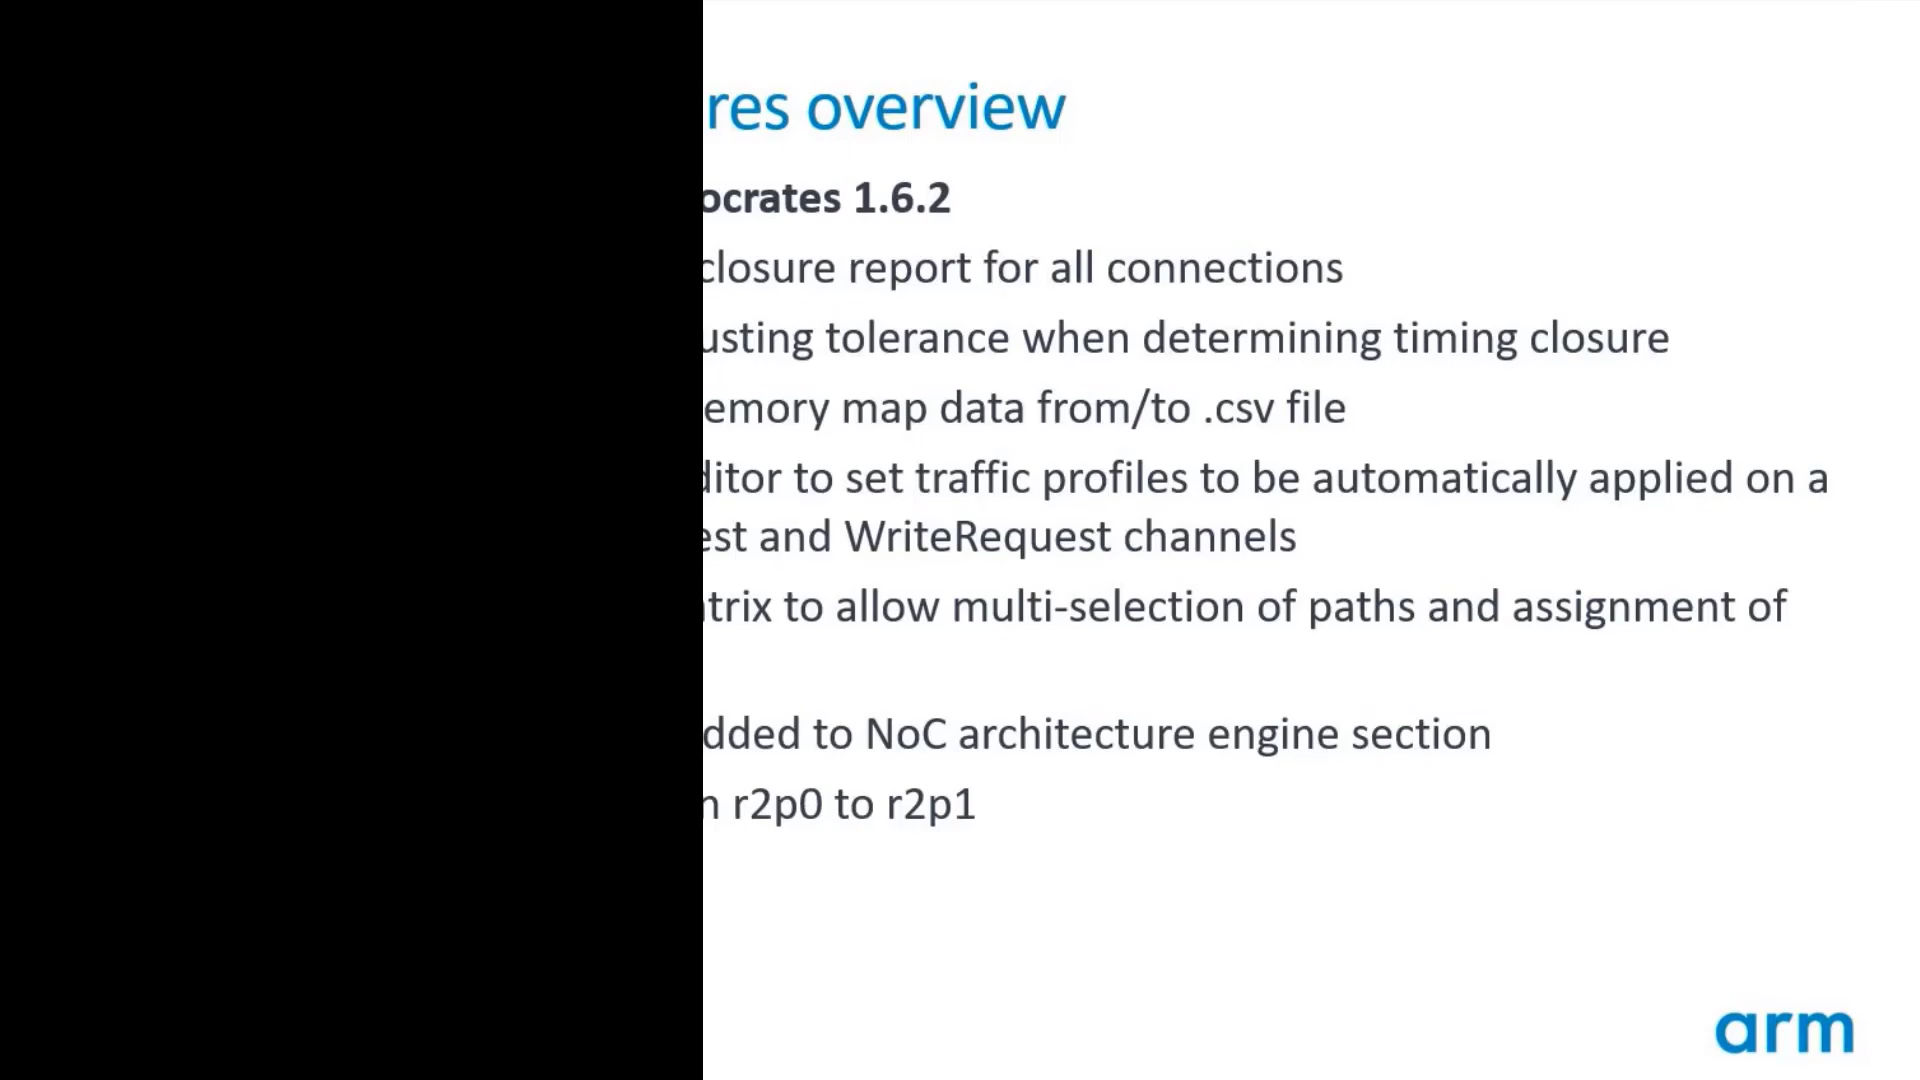 res overview
ocrates 1.6.2
closure report for all connections
usting tolerance when determining timing closure
emory map data from/to .csv file
ditor to set traffic profiles to be automatically applied on a
est and WriteRequest channels
trix to allow multi-selection of paths and assignment of
dded to NoC architecture engine section
n r2p0 to r2p1
arm